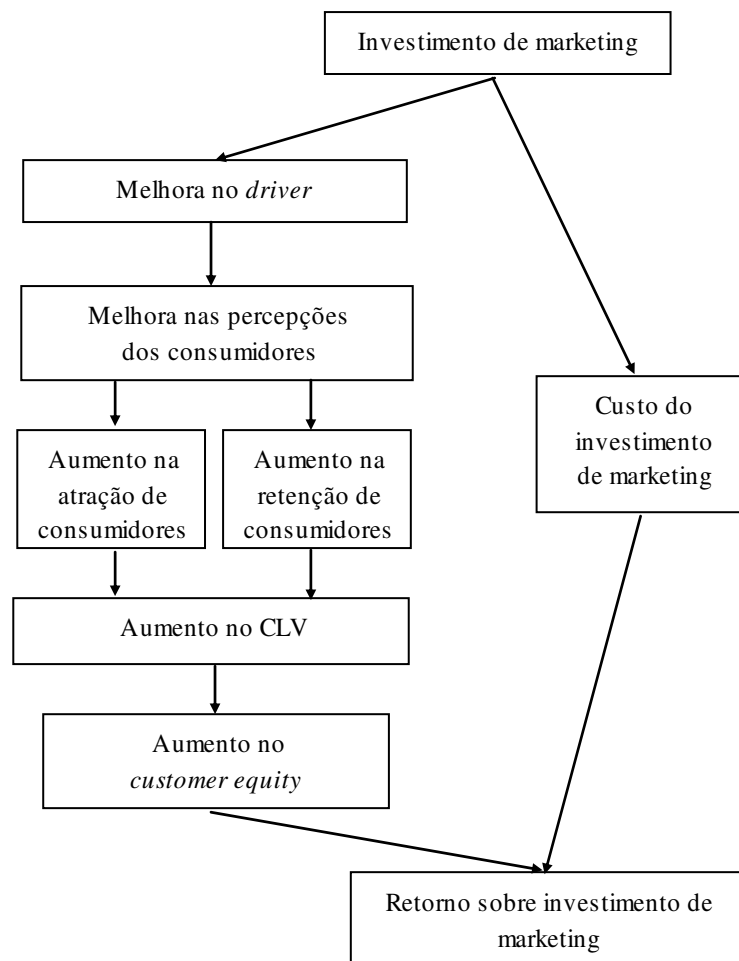 Investimento de marketing
Melhora no driver
Melhora nas percepções
dos consumidores
Aumento na
atração de
consumidores
Aumento na
retenção de
consumidores
Custo do
investimento
de marketing
Aumento no CLV
Aumento no
customer equity
Retorno sobre investimento de
marketing